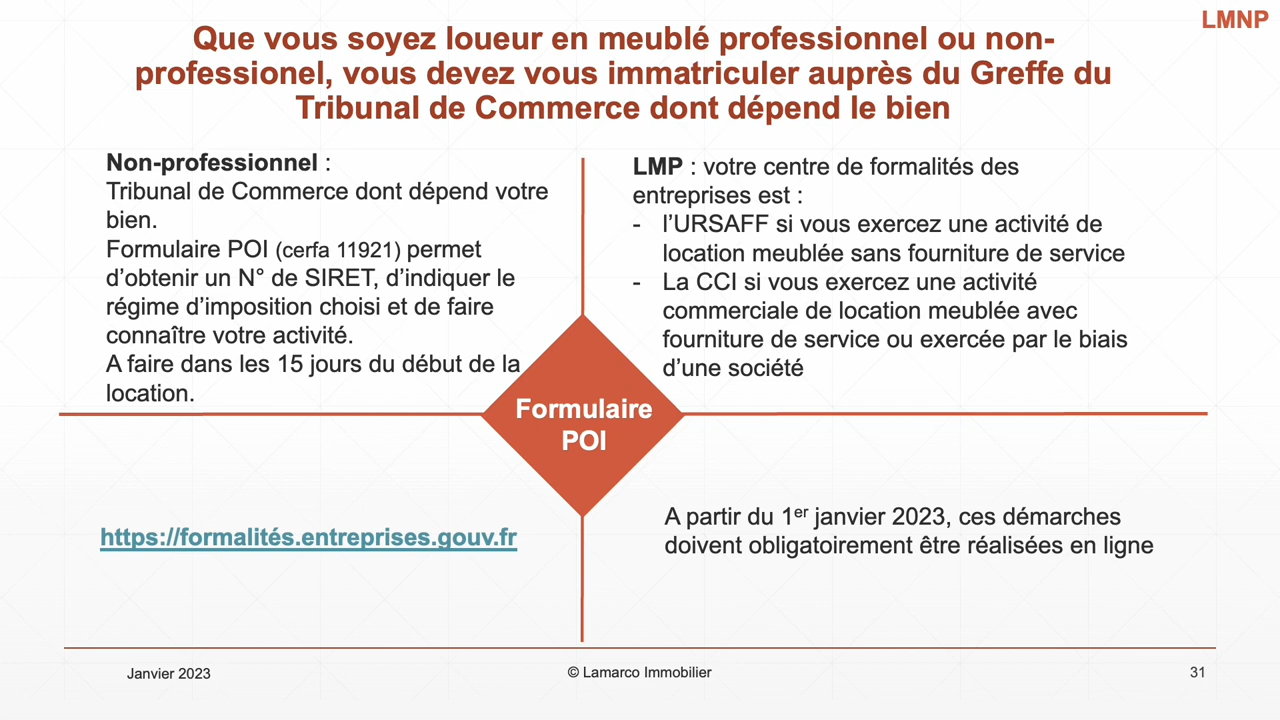 LMNP
Que vous soyez loueur en meublé professionnel ou non-
professionel, vous devez vous immatriculer auprès du Greffe du
Tribunal de Commerce dont dépend le bien
Non-professionnel :
Tribunal de Commerce dont dépend votre
bien.
Formulaire POI (cerfa 11921) permet
d’obtenir un N° de SIRET, d’indiquer le
régime d’imposition choisi et de faire
connaître votre activité.
A faire dans les 15 jours du début de la
location.
LMP : votre centre de formalités des
entreprises est :
- l’URSAFF si vous exercez une activité de
location meublée sans fourniture de service
- La CCI si vous exercez une activité
commerciale de location meublée avec
fourniture de service ou exercée par le biais
d’une société
Formulaire
POI
https://formalités.entreprises.gouv.fr
A partir du 1er janvier 2023, ces démarches
doivent obligatoirement être réalisées en ligne
Janvier 2023
© Lamarco Immobilier
31